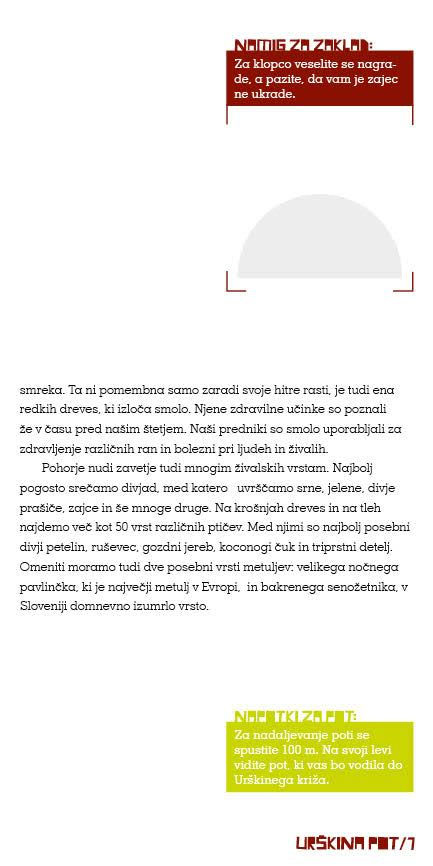 NAMIG ZA ZAKLAD:
Za klopco veselite se nagra-
de, a pazite, da vam je zajec
ne ukrade.
smreka. Ta ni pomembna samo zaradi svoje hitre rasti, je tudi ena
redkih dreves, ki izloča smolo. Njene zdravilne učinke so poznali
že v času pred našim štetjem. Naši predniki so smolo uporabljali za
zdravljenje različnih ran in bolezni pri ljudeh in živalih.
Pohorje nudi zavetje tudi mnogim živalskih vrstam. Najbolj
pogosto srečamo divjad, med katero uvrščamo srne, jelene, divje
prašiče, zajce in še mnoge druge. Na krošnjah dreves in na tleh
najdemo več kot 50 vrst različnih ptičev. Med njimi so najbolj posebni
divji petelin, ruševec, gozdni jereb, koconogi čuk in triprstni detelj.
Omeniti moramo tudi dve posebni vrsti metuljev: velikega nočnega
pavlinčka, ki je največji metulj v Evropi, in bakrenega senožetnika, v
Sloveniji domnevno izumrlo vrsto.
NAPOTKI ZA POT:
Za nadaljevanje poti se
spustite 100 m. Na svoji levi
vidite pot, ki vas bo vodila do
Urškinega križa.
URŠKINA POT/7